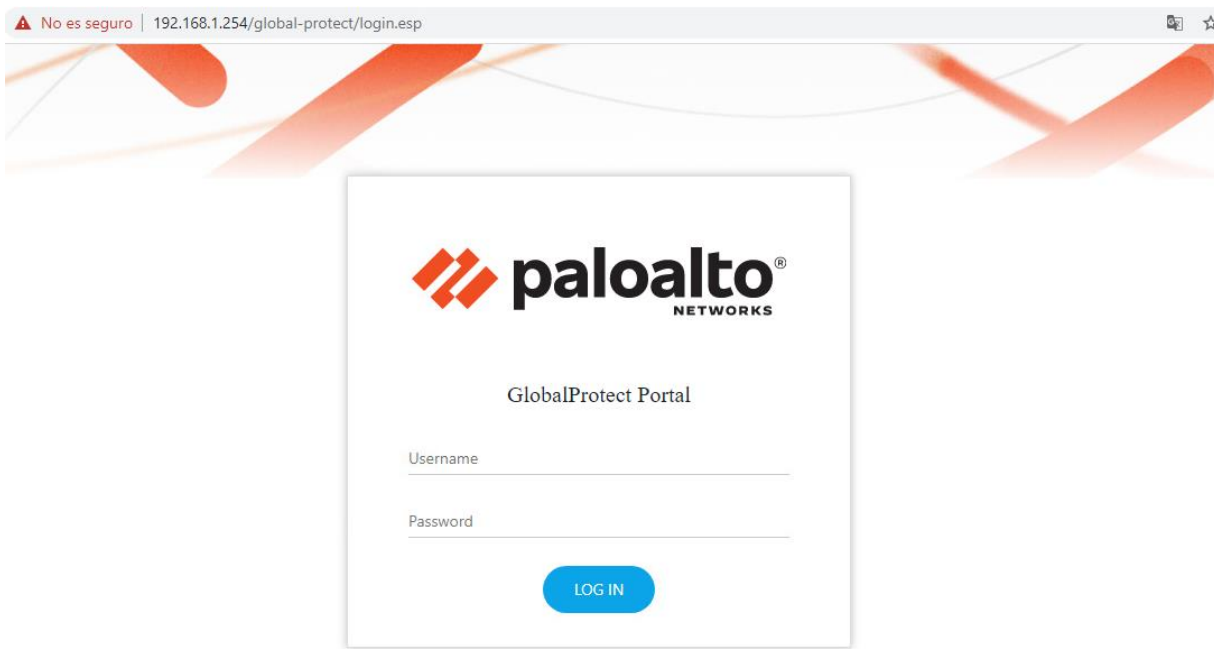 No es seguro | 192.168.1.254/global-protect/login.esp
paloalto®
NETWORKS
GlobalProtect Portal
Username
Password
LOG IN